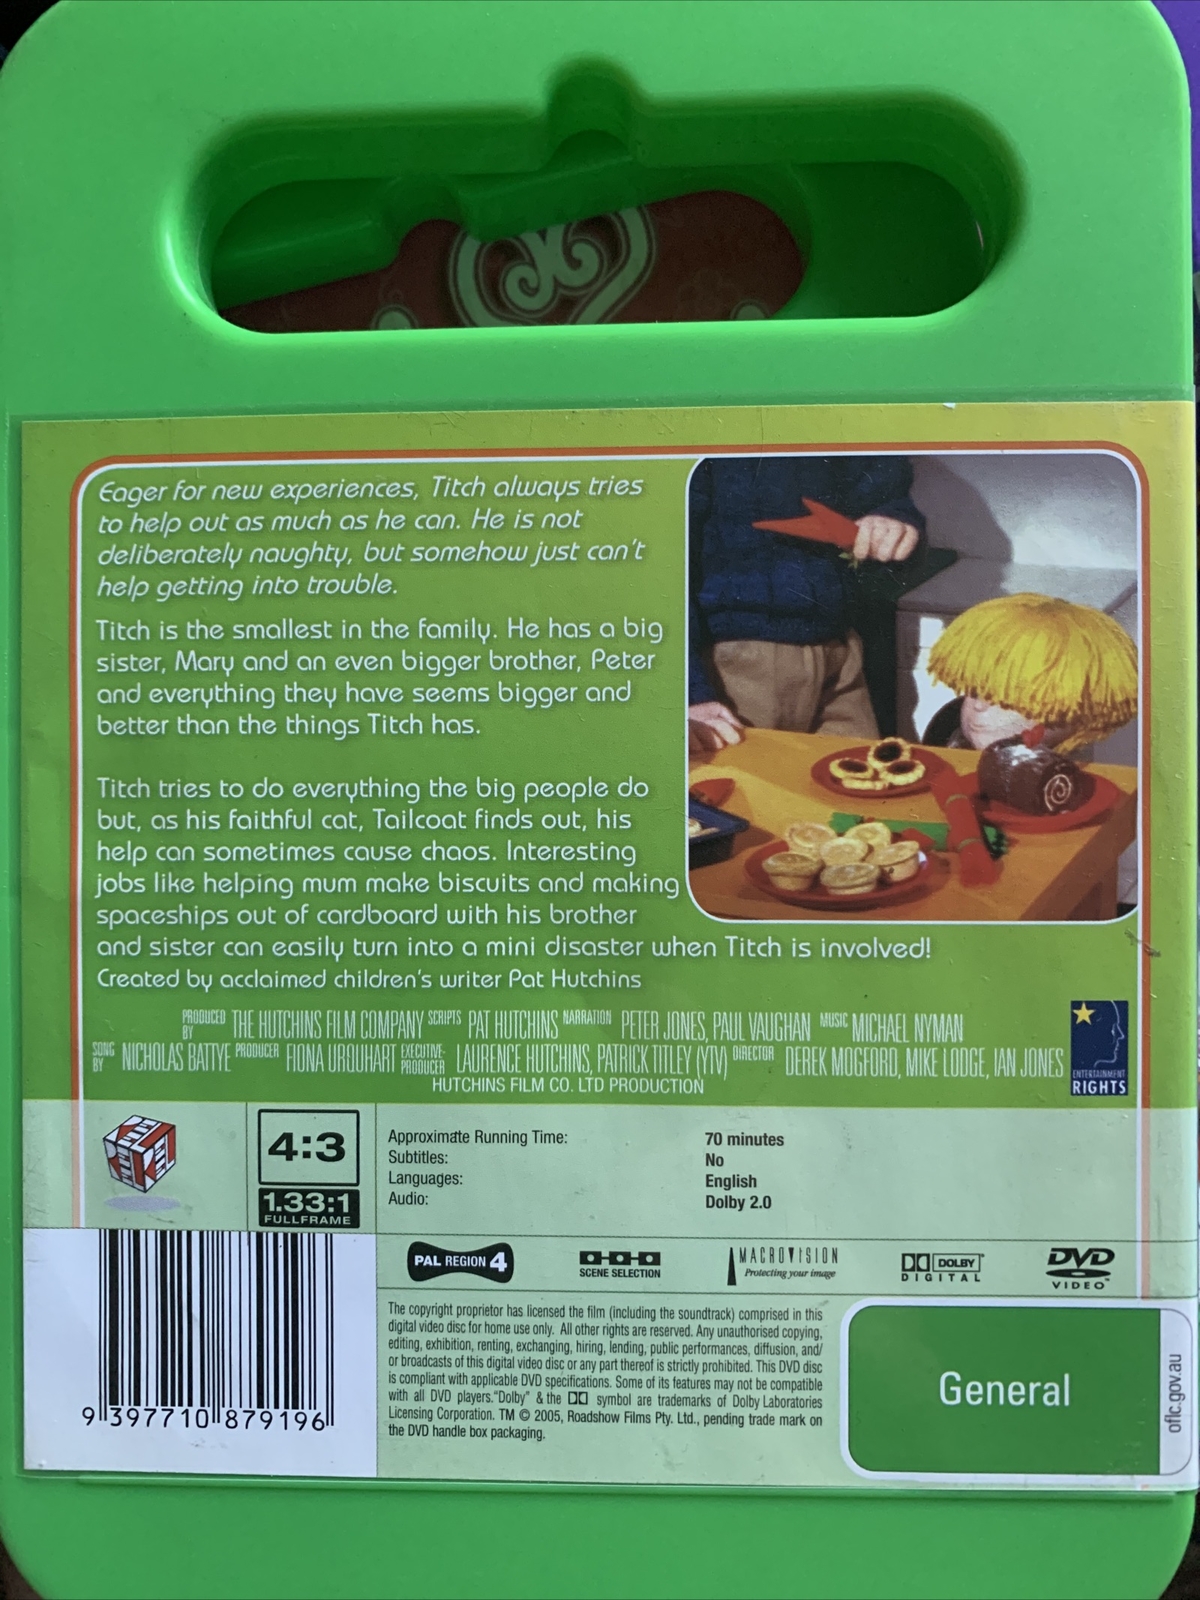 Eager for new experiences, Titch always tries
to help out as much as he can. He is not
deliberately naughty, but somehow just can't
help getting into trouble.
Titch is the smallest in the family. He has a big
sister, Mary and an even bigger brother, Peter
and everything they have seems bigger and
better than the things Titch has.
Titch tries to do everything the big people do
but, as his faithful cat, Tailcoat finds out, his
help can sometimes cause chaos. Interesting
jobs like helping mum make biscuits and making
spaceships out of cardboard with his brother
and sister can easily turn into a mini disaster when Titch is involved!
Created by acclaimed children's writer Pat Hutchins
PRODUCED BY THE HUTCHINS FILM COMPANY SCRIPTS PAT HUTCHINS NARRATION PETER JONES, PAUL VAUGHAN MUSIC MICHAEL NYMAN
SONG BY NICHOLAS BATTYE PRODUCER FIONA URQUHART EXECUTIVE-PRODUCER LAURENCE HUTCHINS, PATRICK TITLEY (YTV) DIRECTOR DEREK MOGFORD, MIKE LODGE, IAN JONES
HUTCHINS FILM CO. LTD PRODUCTION
ENTERTAINMENT
RIGHTS
4:3
1.33:1
FULLFRAME
Approximate Running Time: 70 minutes
Subtitles: No
Languages: English
Audio: Dolby 2.0
PAL REGION 4
SCENE SELECTION
MACROVISION
Protecting your image
DOLBY
DIGITAL
DVD
VIDEO™
The copyright proprietor has licensed the film (including the soundtrack) comprised in this
digital video disc for home use only. All other rights are reserved. Any unauthorised copying,
editing, exhibition, renting, exchanging, hiring, lending, public performances, diffusion, and/
or broadcasts of this digital video disc or any part thereof is strictly prohibited. This DVD disc
is compliant with applicable DVD specifications. Some of its features may not be compatible
with all DVD players. "Dolby" & the symbol are trademarks of Dolby Laboratories
Licensing Corporation. TM © 2005, Roadshow Films Pty. Ltd., pending trade mark on
the DVD handle box packaging.
General
oflc.gov.au
9 397710 879196